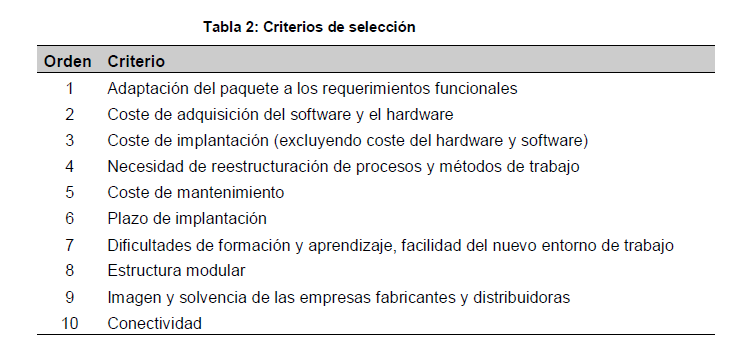 Tabla 2: Criterios de selección
Orden Criterio
1 Adaptación del paquete a los requerimientos funcionales
2 Coste de adquisición del software y el hardware
3 Coste de implantación (excluyendo coste del hardware y software)
4 Necesidad de reestructuración de procesos y métodos de trabajo
5 Coste de mantenimiento
6 Plazo de implantación
7 Dificultades de formación y aprendizaje, facilidad del nuevo entorno de trabajo
8 Estructura modular
9 Imagen y solvencia de las empresas fabricantes y distribuidoras
10 Conectividad